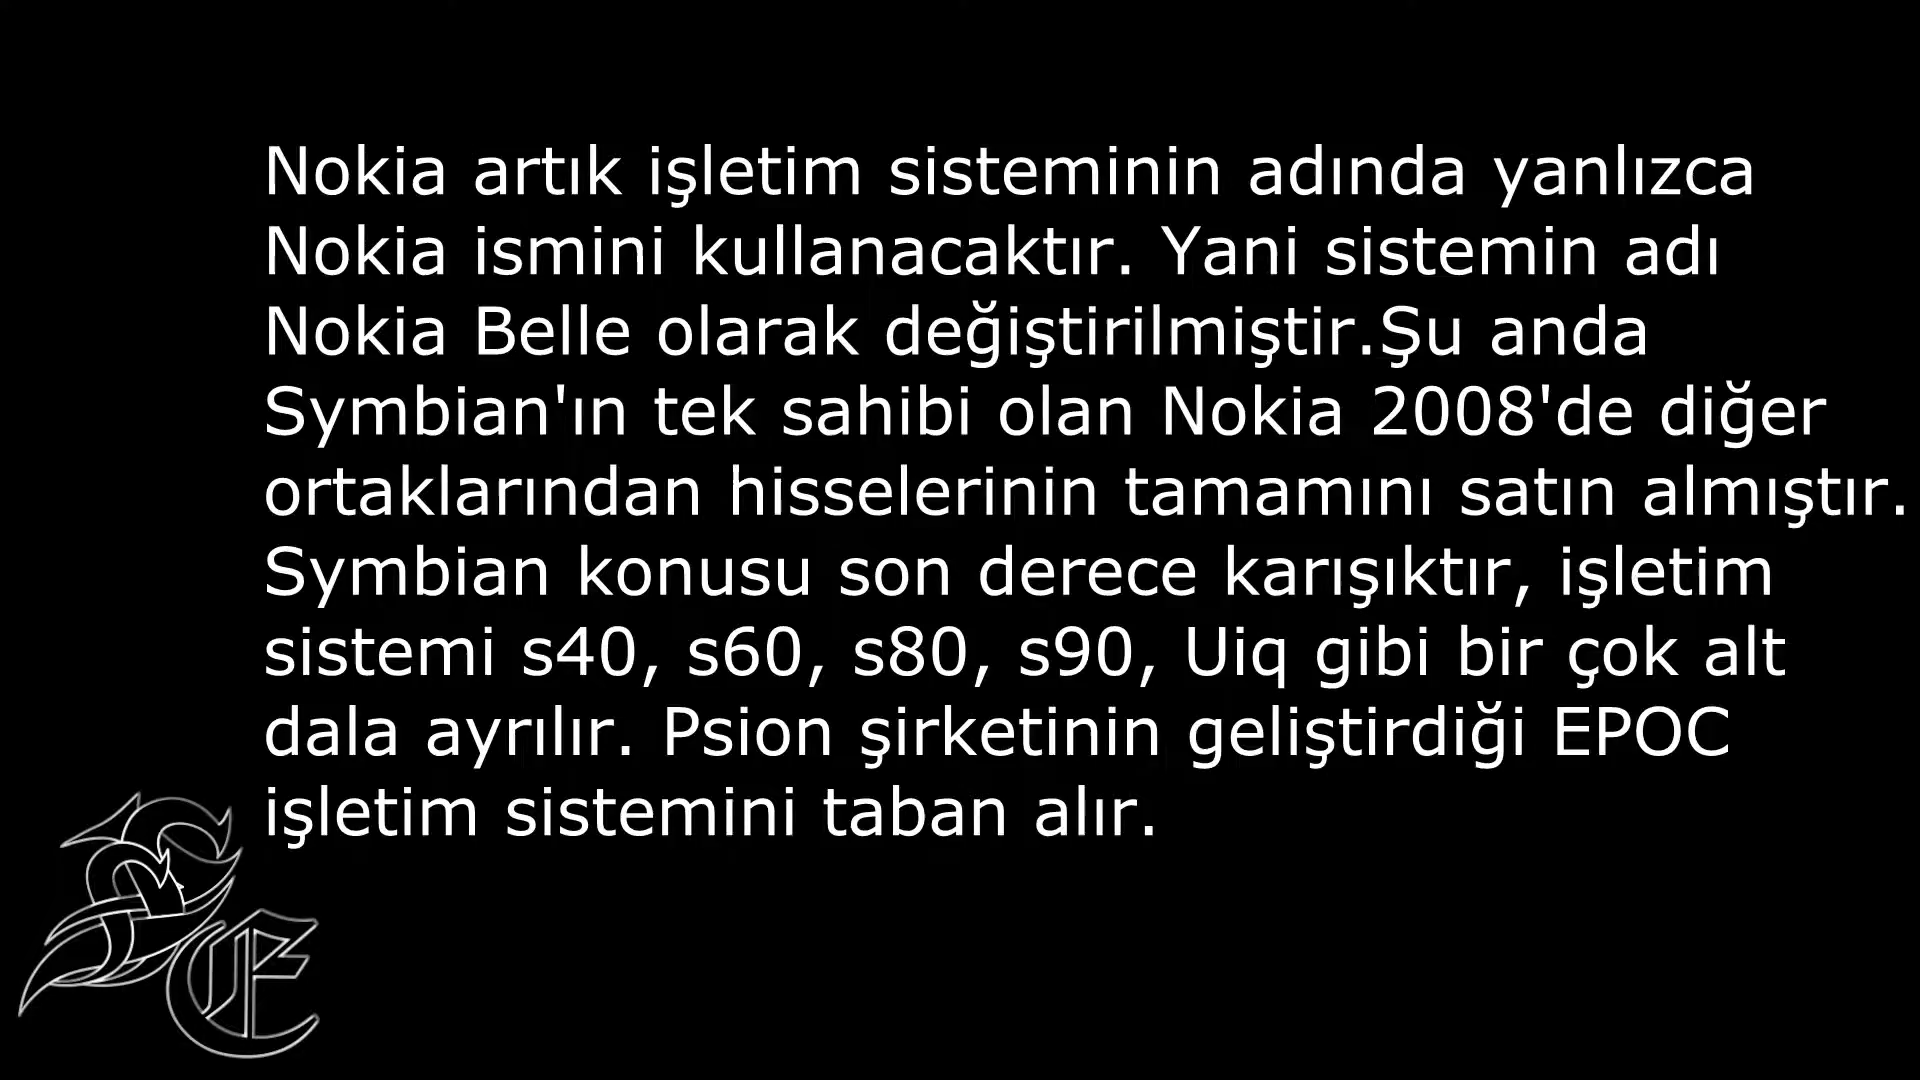 Nokia artık işletim sisteminin adında yanlızca
Nokia ismini kullanacaktır. Yani sistemin adı
Nokia Belle olarak değiştirilmiştir.Şu anda
Symbian'ın tek sahibi olan Nokia 2008'de diğer
ortaklarından hisselerinin tamamını satın almıştır.
Symbian konusu son derece karışıktır, işletim
sistemi s40, s60, s80, s90, Uiq gibi bir çok alt
dala ayrılır. Psion şirketinin geliştirdiği EPOC
işletim sistemini taban alır.